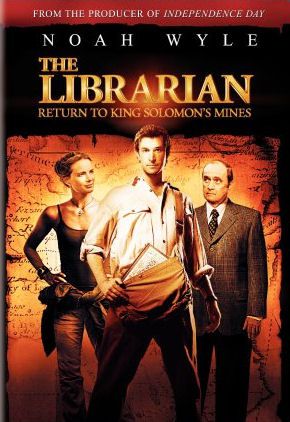 FROM THE PRODUCER OF INDEPENDENCE DAY
NOAH WYLE
THE
LIBRARIAN
RETURN TO KING SOLOMON'S MINES